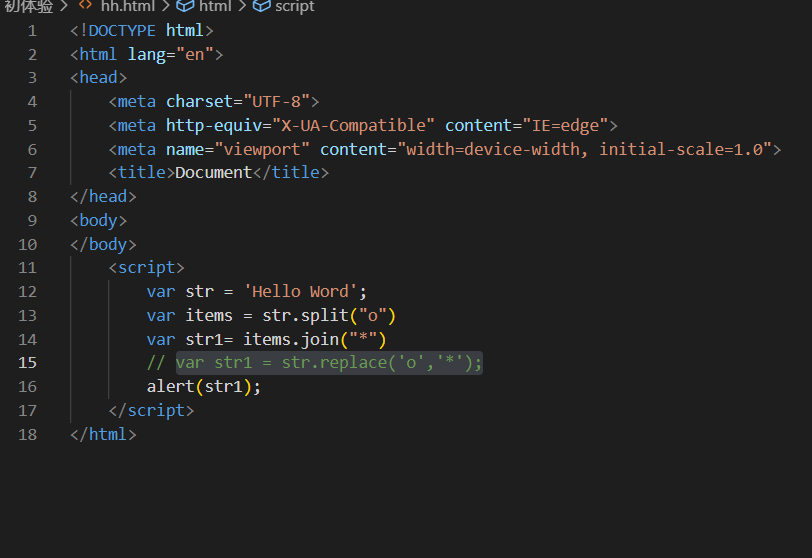 初体验 > <> hh.html > html > script
1 <!DOCTYPE html>
2 <html lang="en">
3 <head>
4 <meta charset="UTF-8">
5 <meta http-equiv="X-UA-Compatible" content="IE=edge">
6 <meta name="viewport" content="width=device-width, initial-scale=1.0">
7 <title>Document</title>
8 </head>
9 <body>
10 </body>
11 <script>
12 var str = 'Hello Word';
13 var items = str.split("o")
14 var str1= items.join("*")
15 // var str1 = str.replace('o','*');
16 alert(str1);
17 </script>
18 </html>